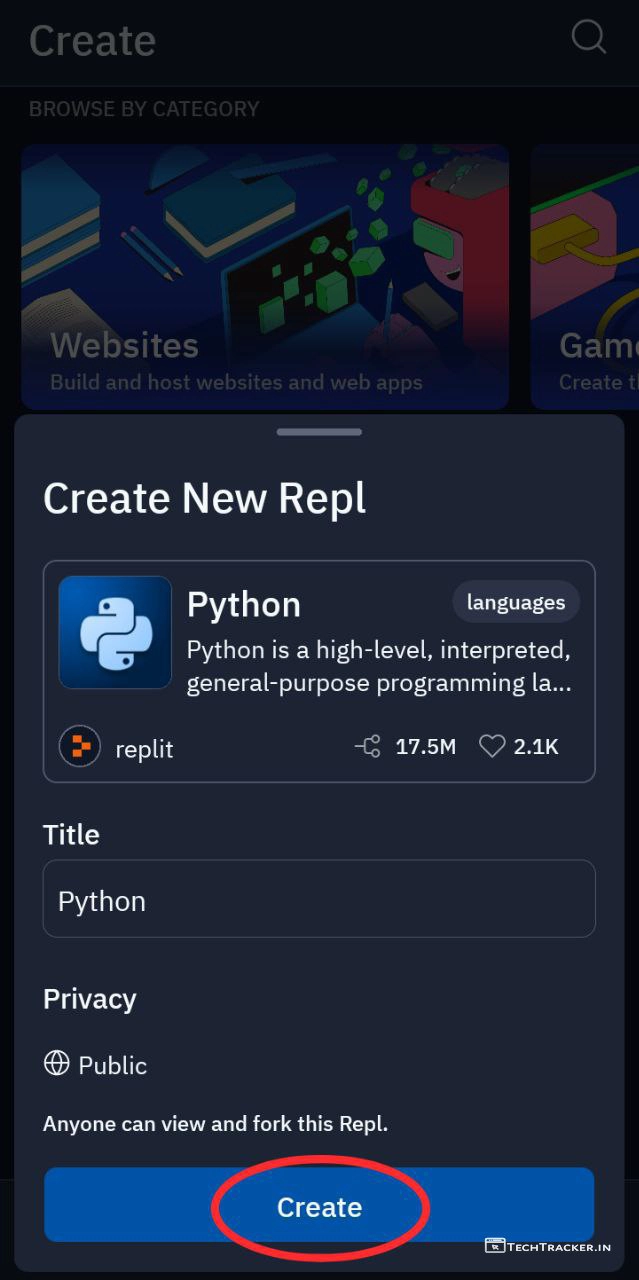 Create
BROWSE BY CATEGORY
Websites
Build and host websites and web apps
Gam
Create t
Create New Repl
Python
languages
Python is a high-level, interpreted,
general-purpose programming la...
replit
17.5M
2.1K
Title
Python
Privacy
Public
Anyone can view and fork this Repl.
Create
TECHTRACKER.IN